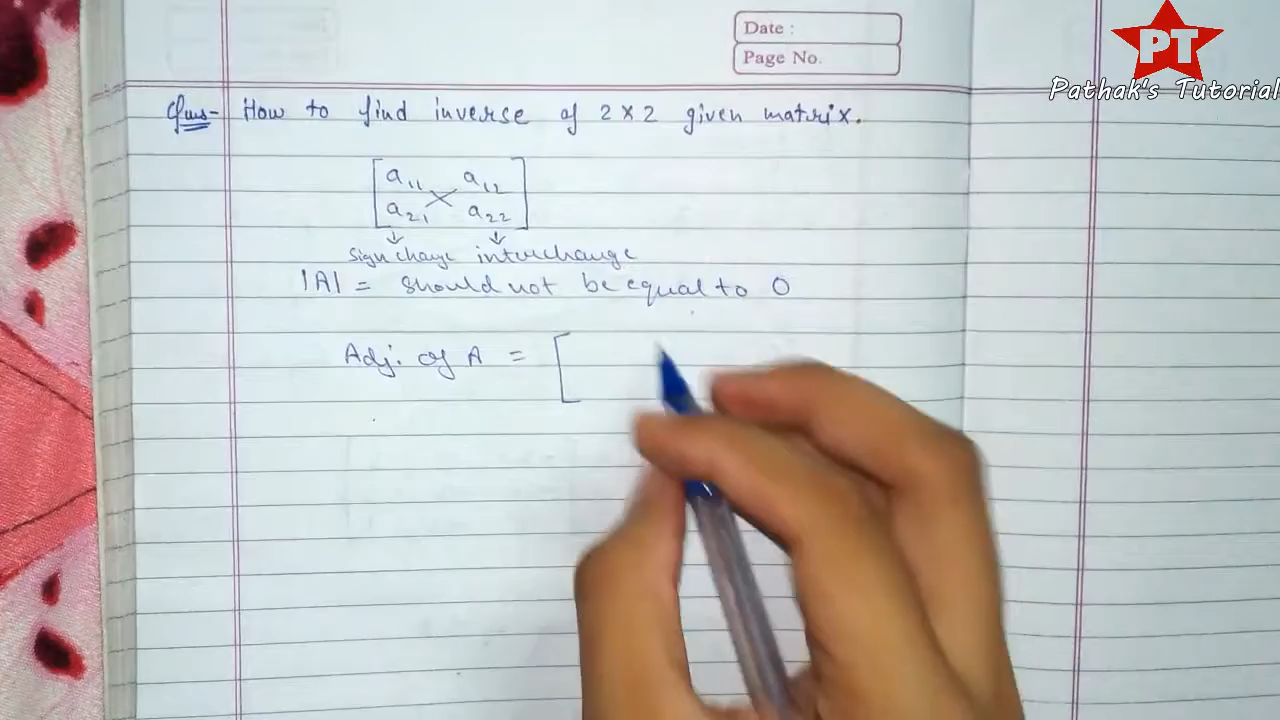 Date :
Page No.
PT
Pathak's Tutorial
Ques- How to find inverse of 2×2 given matrix.
a₁₁ a₁₂
a₂₁ a₂₂
↓ ↓
sign change interchange
|A| = should not be equal to 0
Adj. of A = [